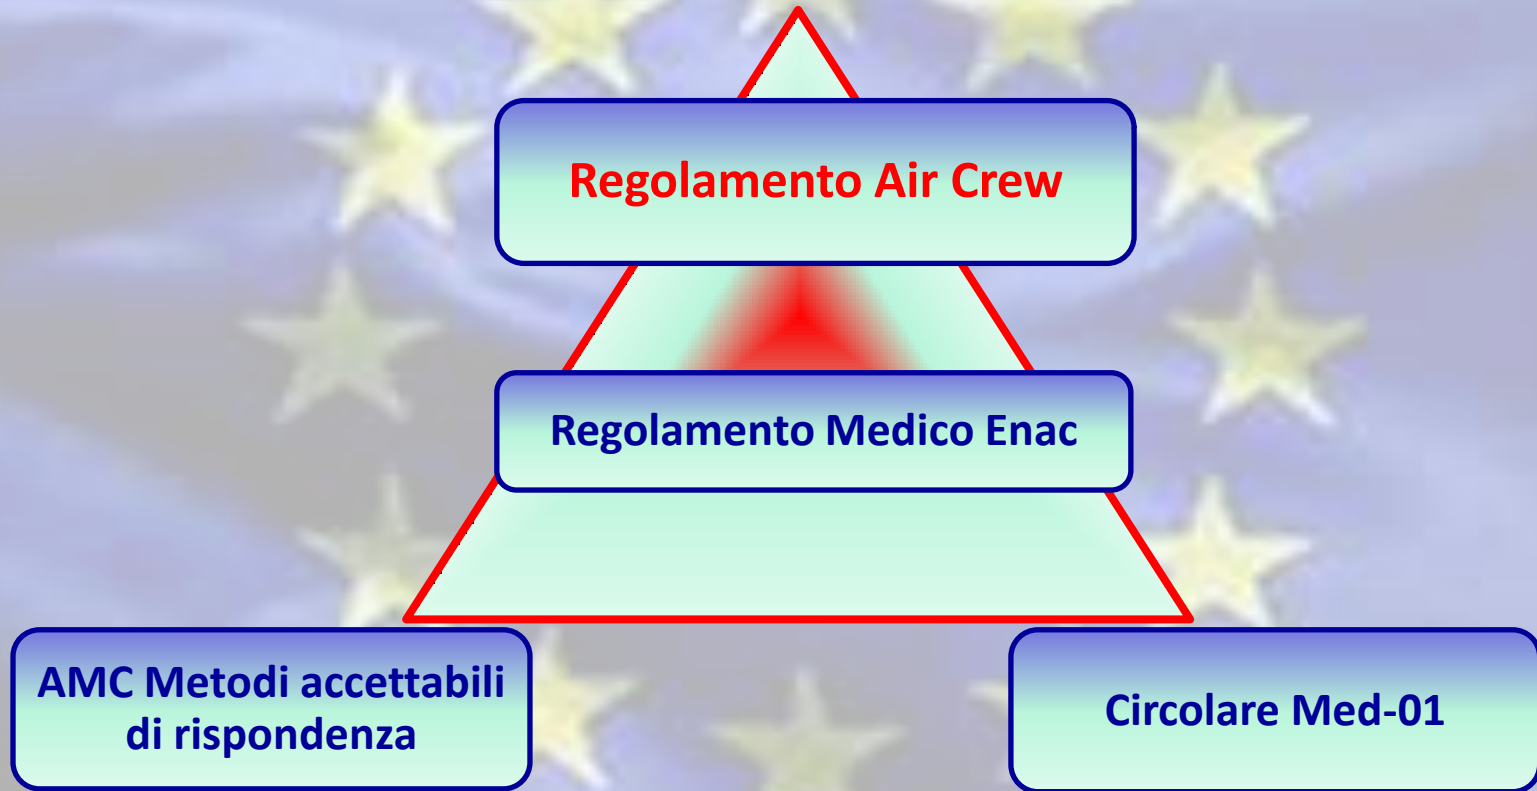 Regolamento Air Crew
Regolamento Medico Enac
AMC Metodi accettabili
di rispondenza
Circolare Med-01